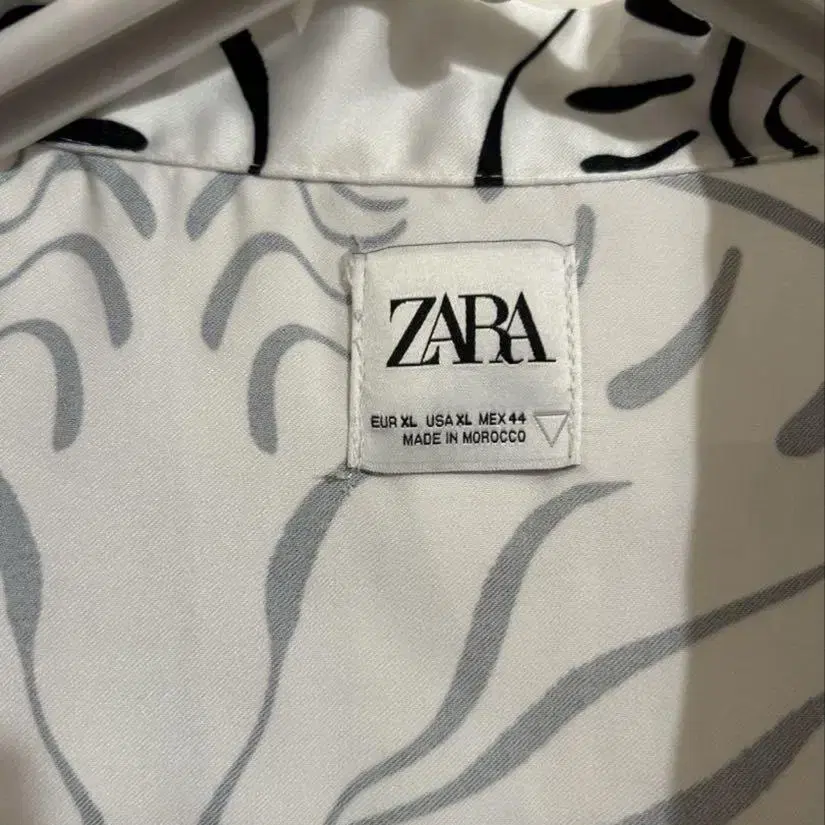 ZARA
EUR XL USA XL MEX 44
MADE IN MOROCCO